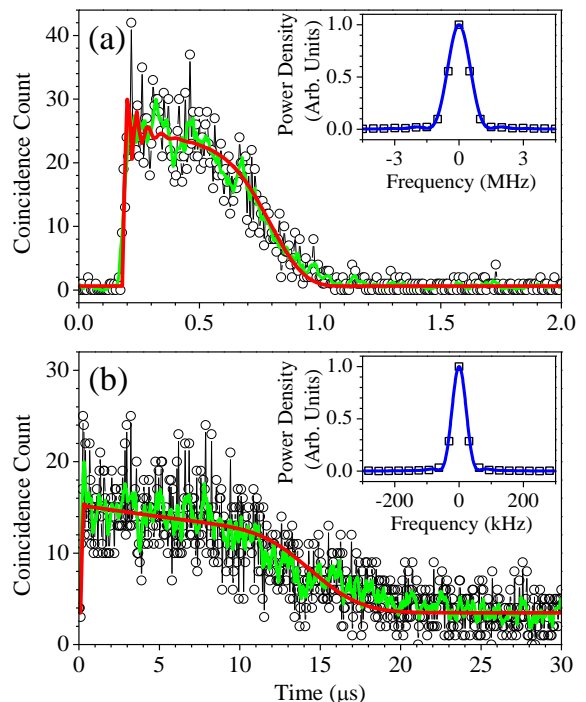 (a)
Coincidence Count
40
30
20
10
0
0.0 0.5 1.0 1.5 2.0
Power Density
(Arb. Units)
1.0
0.5
0.0
-3 0 3
Frequency (MHz)
(b)
Coincidence Count
30
20
10
0
0 5 10 15 20 25 30
Time (μs)
Power Density
(Arb. Units)
1.0
0.5
0.0
-200 0 200
Frequency (kHz)